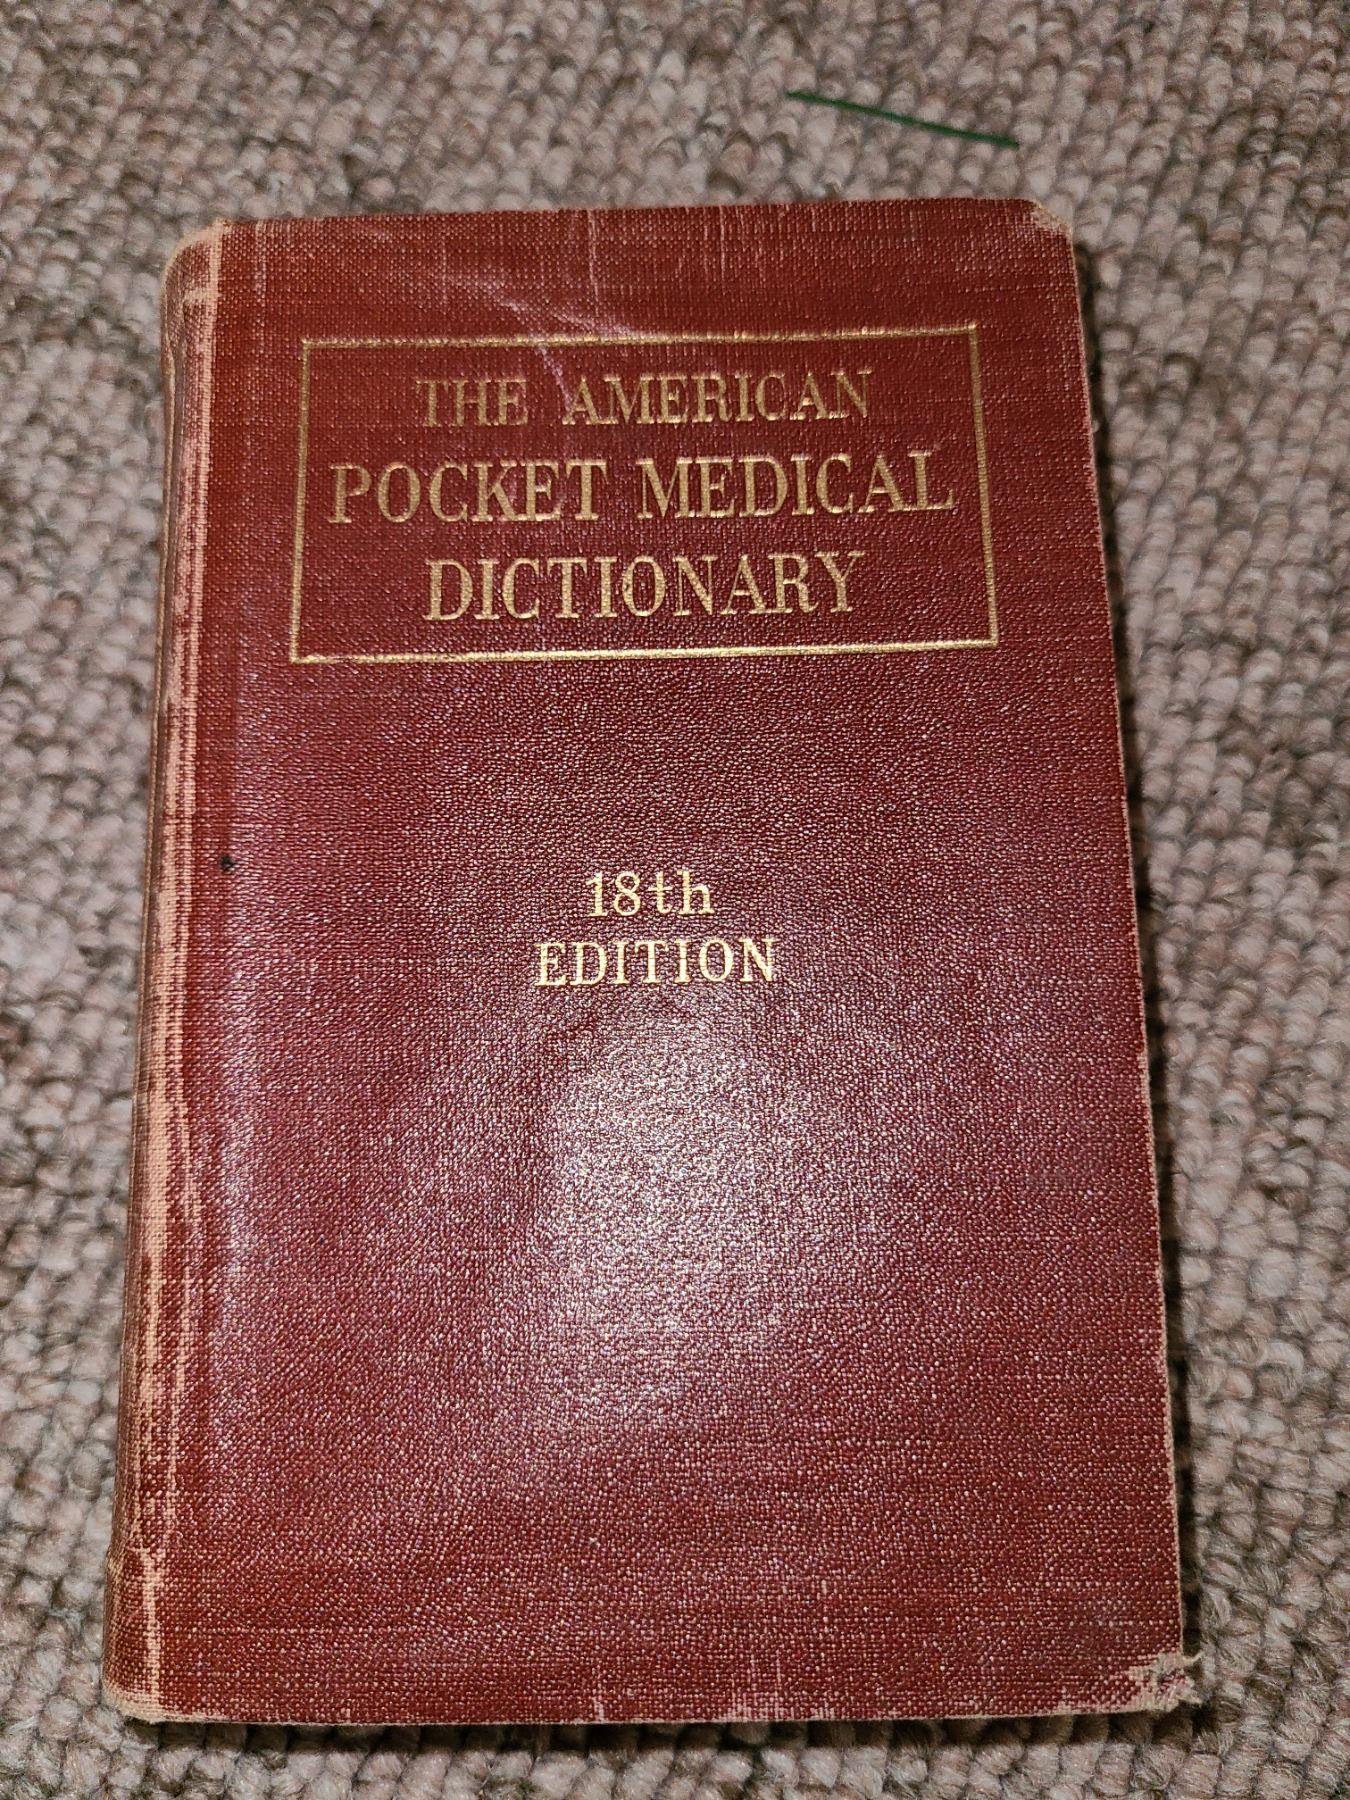 THE AMERICAN
POCKET MEDICAL
DICTIONARY
18th
EDITION